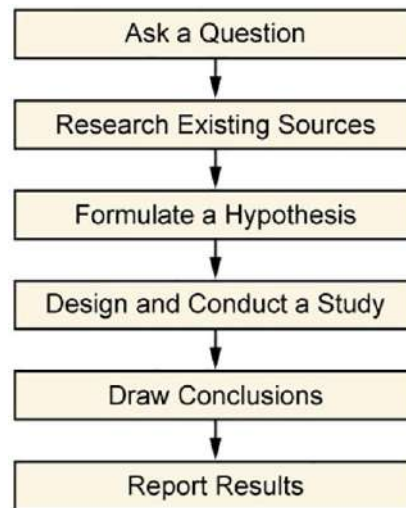 Ask a Question
Research Existing Sources
Formulate a Hypothesis
Design and Conduct a Study
Draw Conclusions
Report Results